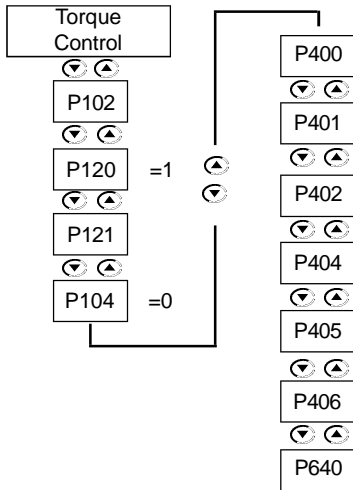 Torque
Control
P102
P120 =1
P121
P104 =0
P400
P401
P402
P404
P405
P406
P640